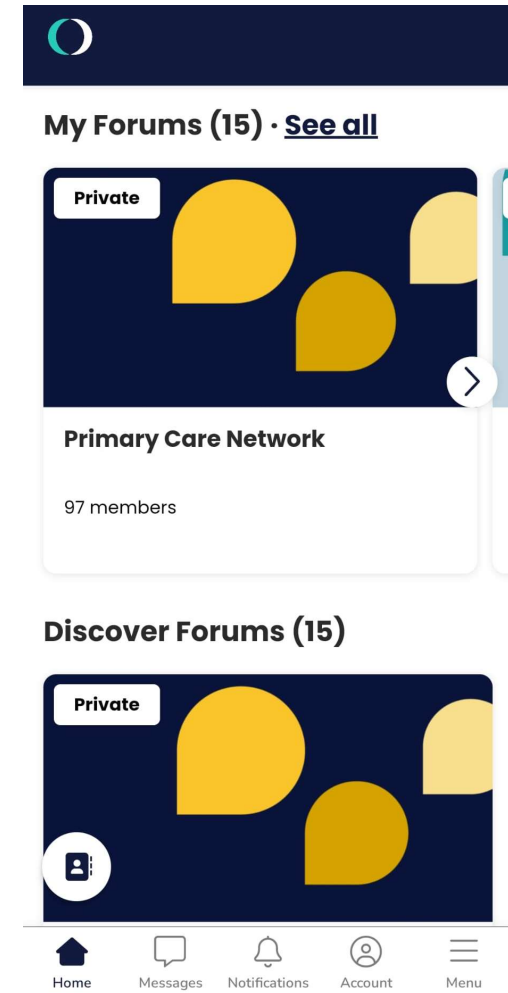 My Forums (15) · See all
Private
Primary Care Network
97 members
Discover Forums (15)
Private
Home Messages Notifications Account Menu